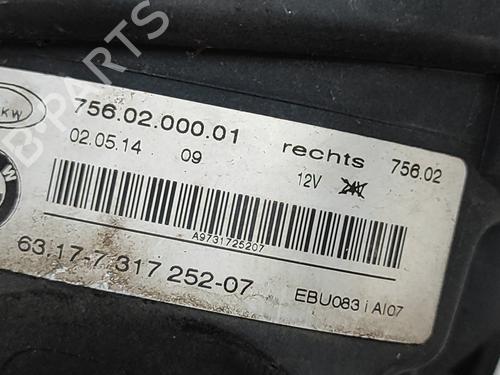 KW
756.02.000.01
rechts
756.02
02.05.14
09
12V
24V
A9731725207
63.17-7 317 252-07
EBU083 i AI07
W
B-PARTS